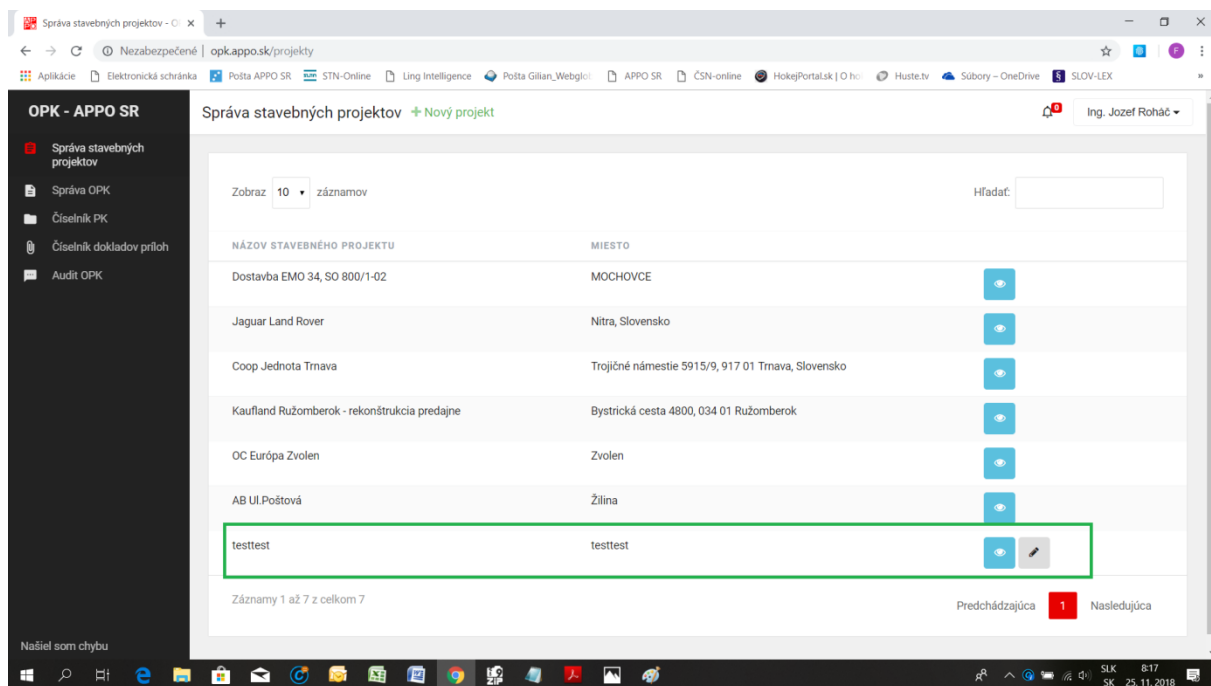 Správa stavebných projektov - O
Nezabezpečené | opk.appo.sk/projekty
Aplikácie Elektronická schránka Pošta APPO SR STN-Online Ling Intelligence Pošta Gilian_Webglo APPO SR ČSN-online HokejPortal.sk | O ho Huste.tv Súbory – OneDrive SLOV-LEX »
OPK - APPO SR
Správa stavebných projektov + Nový projekt
0
Ing. Jozef Roháč
Správa stavebných
projektov
Správa OPK
Číselník PK
Číselník dokladov príloh
Audit OPK
Zobraz 10 záznamov
Hľadať:
NÁZOV STAVEBNÉHO PROJEKTU MIESTO
Dostavba EMO 34, SO 800/1-02 MOCHOVCE
Jaguar Land Rover Nitra, Slovensko
Coop Jednota Trnava Trojičné námestie 5915/9, 917 01 Trnava, Slovensko
Kaufland Ružomberok - rekonštrukcia predajne Bystrická cesta 4800, 034 01 Ružomberok
OC Európa Zvolen Zvolen
AB Ul.Poštová Žilina
testtest testtest
Záznamy 1 až 7 z celkom 7
Predchádzajúca 1 Nasledujúca
Našiel som chybu
SLK 8:17
SK 25. 11. 2018